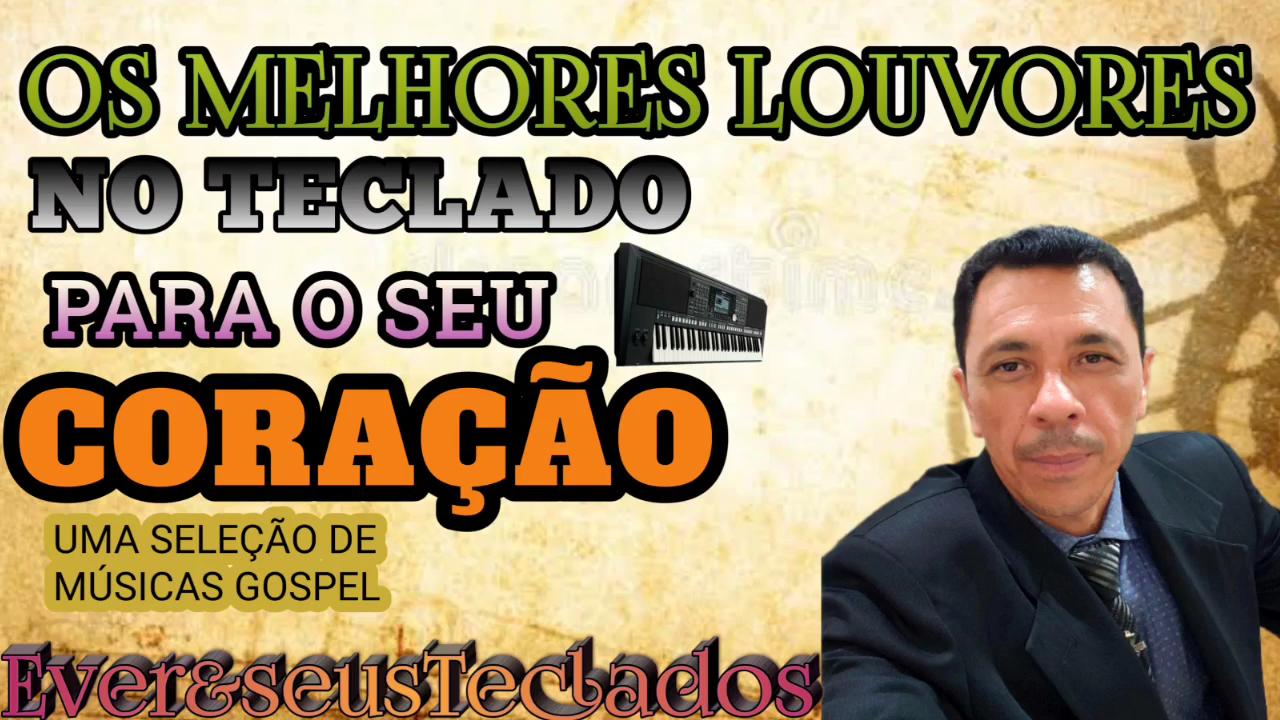 OS MELHORES LOUVORES
NO TECLADO
PARA O SEU
CORAÇÃO
UMA SELEÇÃO DE
MÚSICAS GOSPEL
Ever&seusTeclados